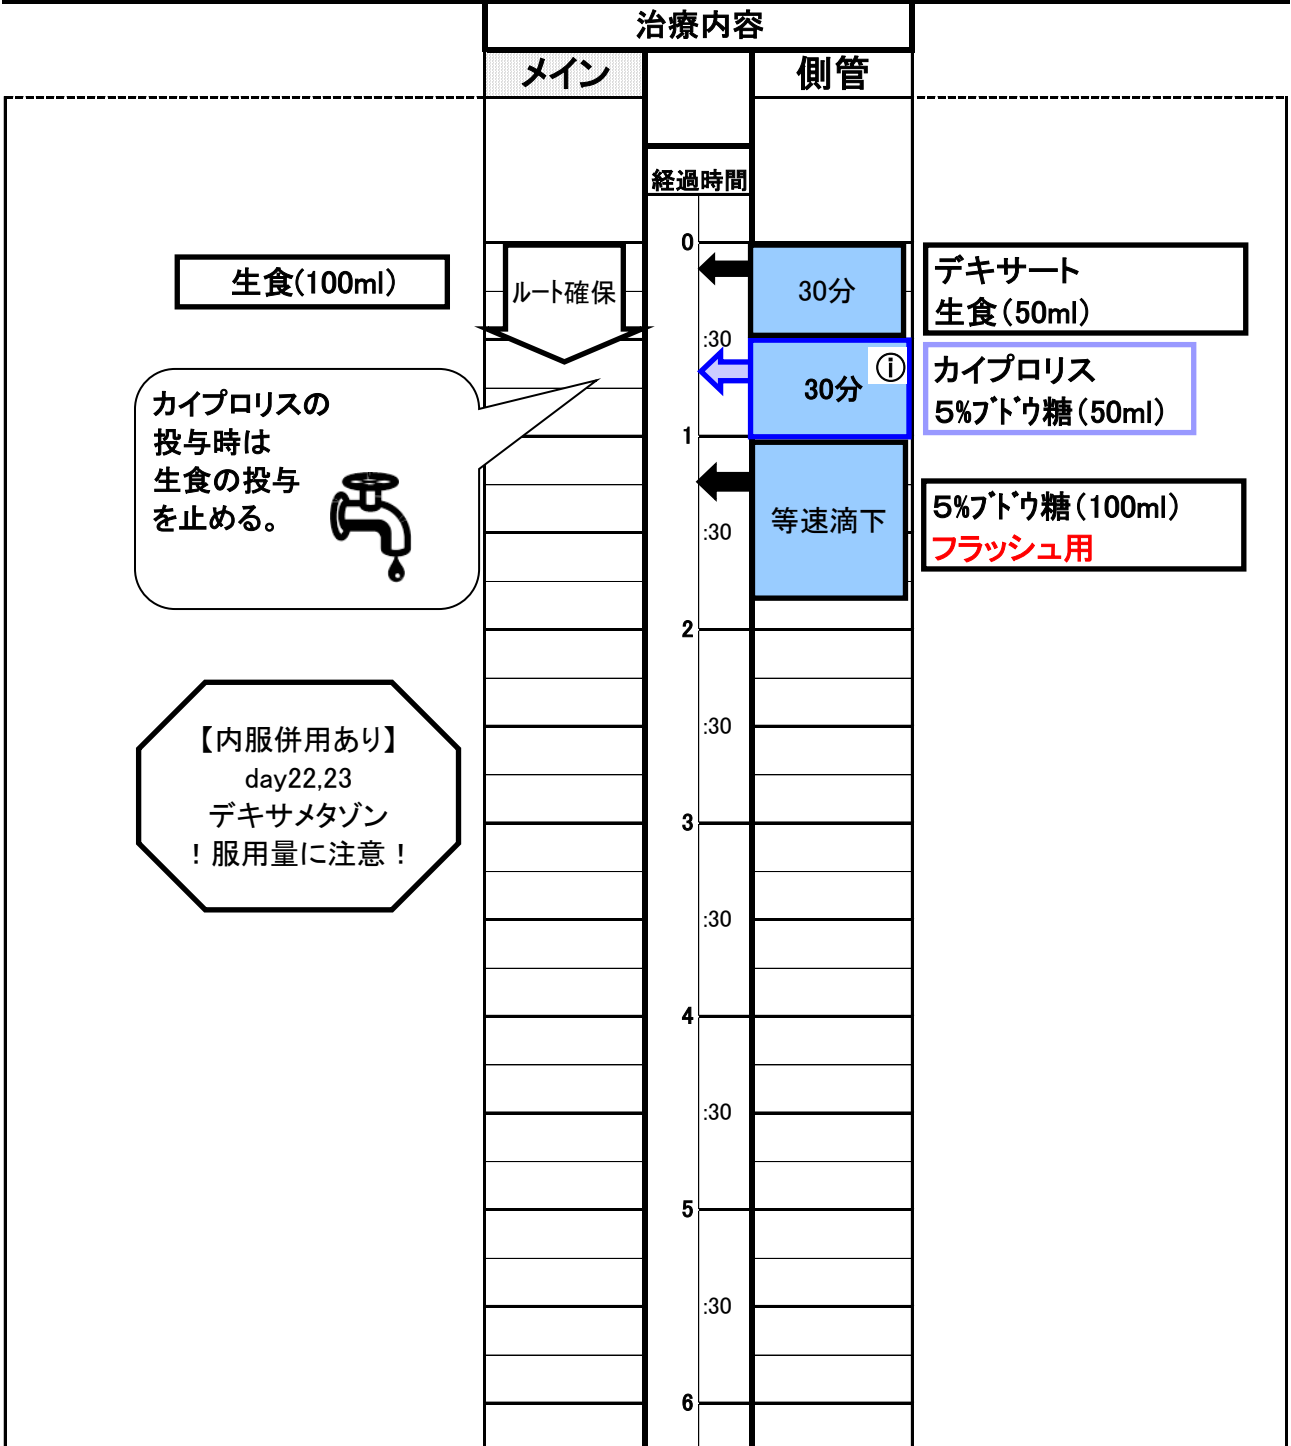 治療内容
メイン
側管
経過時間
0
生食(100ml)
ルート確保
30分
デキサート
生食(50ml)
:30
カイプロリスの
投与時は
生食の投与
を止める。
30分
ⓘ
カイプロリス
5%ブドウ糖(50ml)
1
等速滴下
5%ブドウ糖(100ml)
フラッシュ用
:30
2
【内服併用あり】
day22,23
デキサメタゾン
！服用量に注意！
:30
3
:30
4
:30
5
:30
6